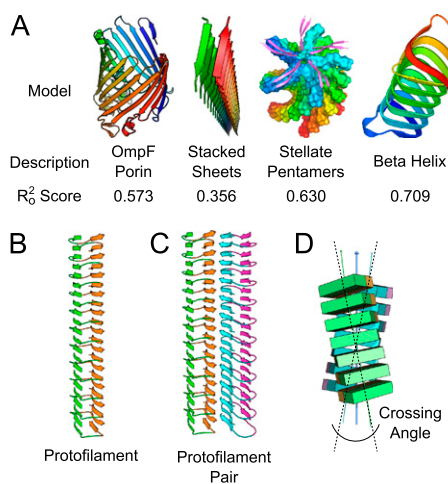 A
Model
Description
OmpF
Porin
Stacked
Sheets
Stellate
Pentamers
Beta Helix
R²o Score
0.573
0.356
0.630
0.709
B
C
D
Protofilament
Protofilament
Pair
Crossing
Angle